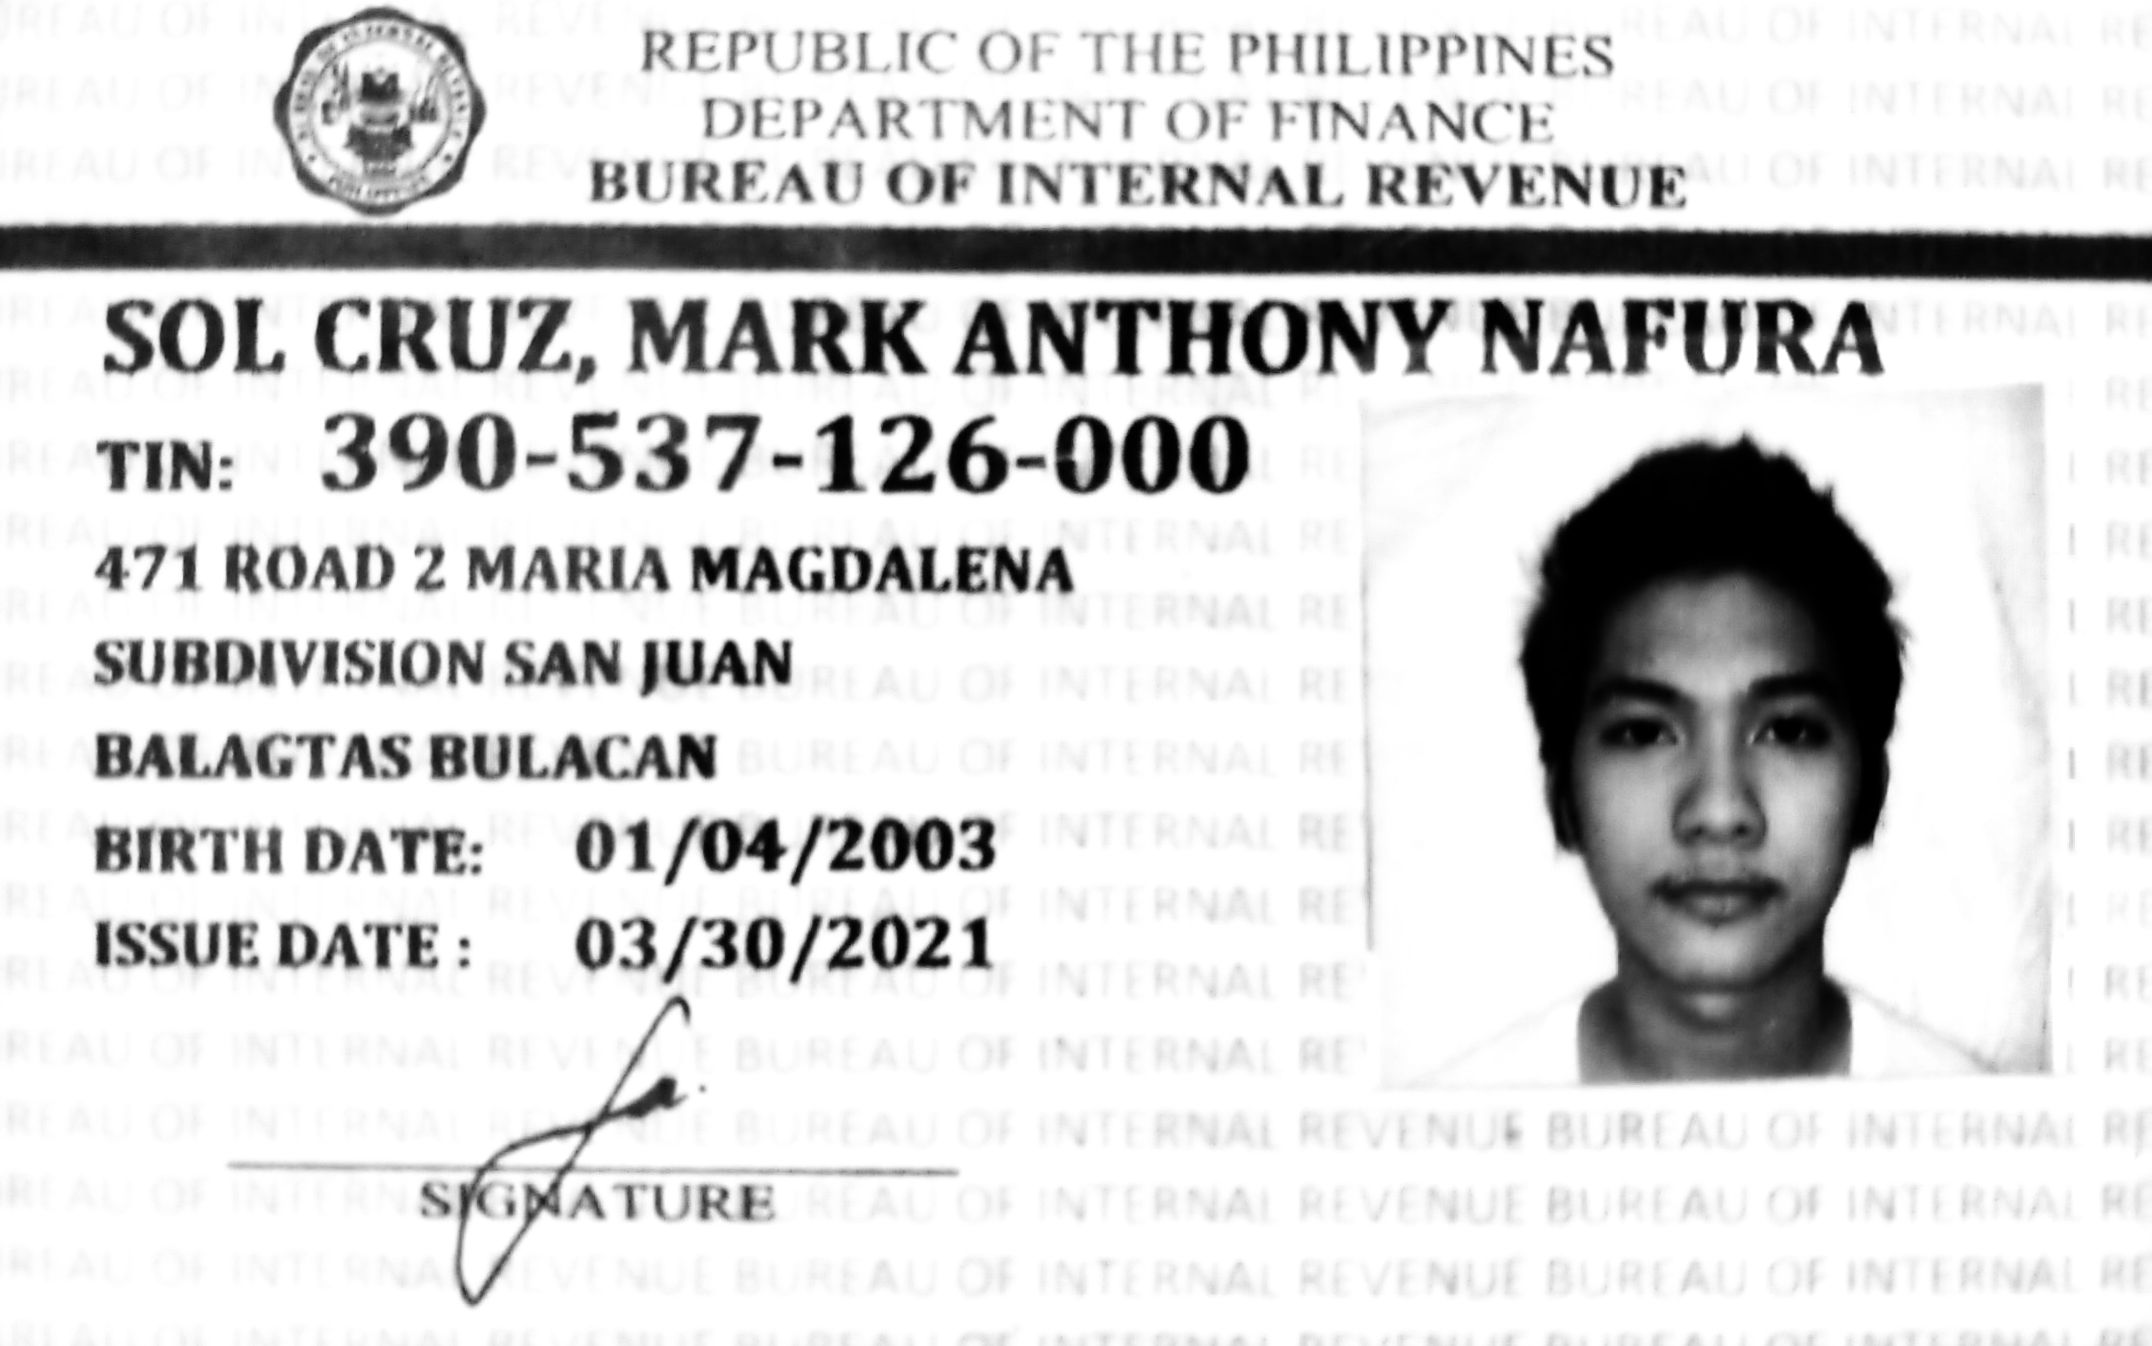 REPUBLIC OF THE PHILIPPINES
DEPARTMENT OF FINANCE
BUREAU OF INTERNAL REVENUE
SOL CRUZ, MARK ANTHONY NAFURA
TIN: 390-537-126-000
471 ROAD 2 MARIA MAGDALENA
SUBDIVISION SAN JUAN
BALAGTAS BULACAN
BIRTH DATE: 01/04/2003
ISSUE DATE : 03/30/2021
SIGNATURE